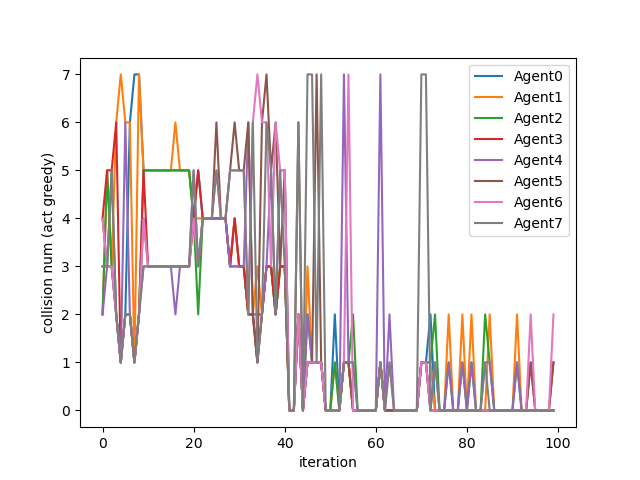 7
6
5
4
3
2
1
0
collision num (act greedy)
0
20
40
60
80
100
iteration
Agent0
Agent1
Agent2
Agent3
Agent4
Agent5
Agent6
Agent7